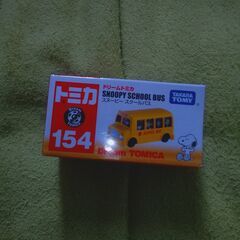 トミカ
154
ドリームトミカ
SNOOPY SCHOOL BUS
スヌーピー スクールバス
TAKARA TOMY
Dream TOMICA